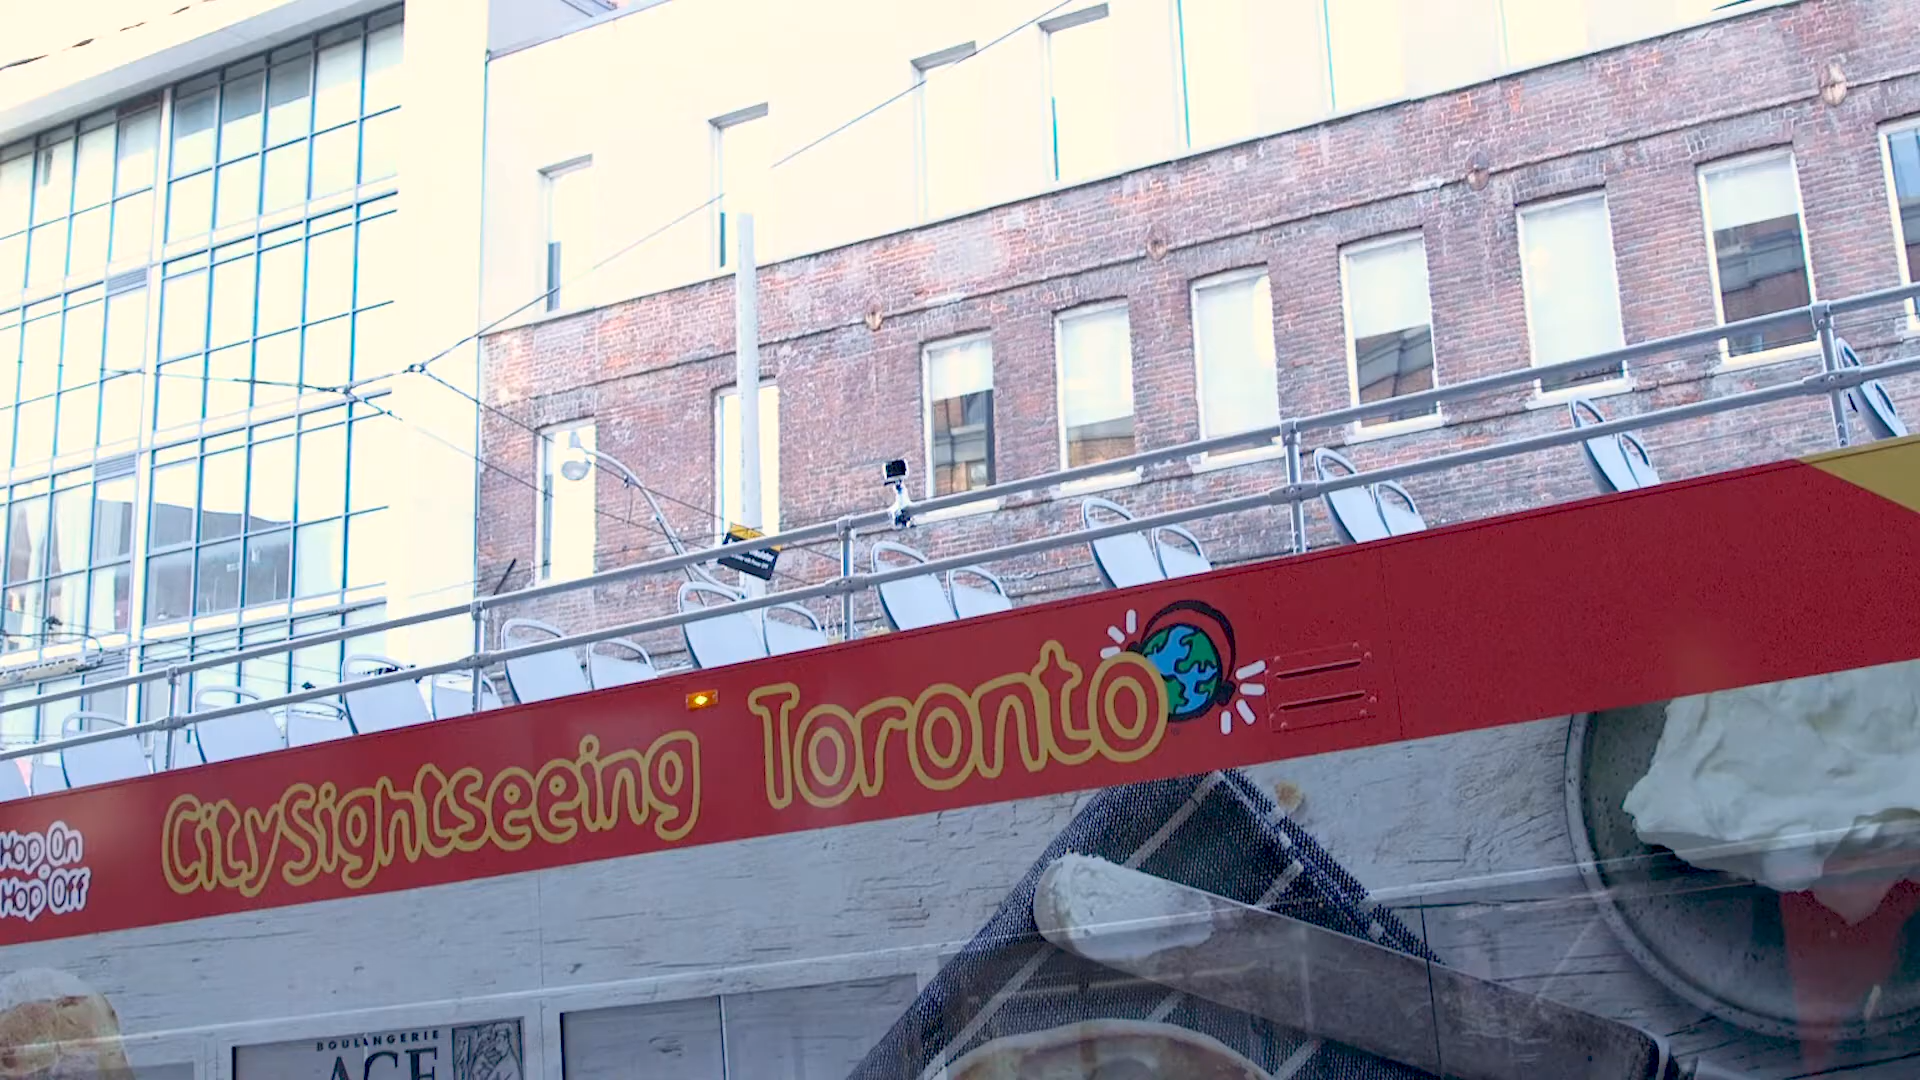 CitySightseeing Toronto
Hop On
Hop Off
BOULANGERIE
ACE